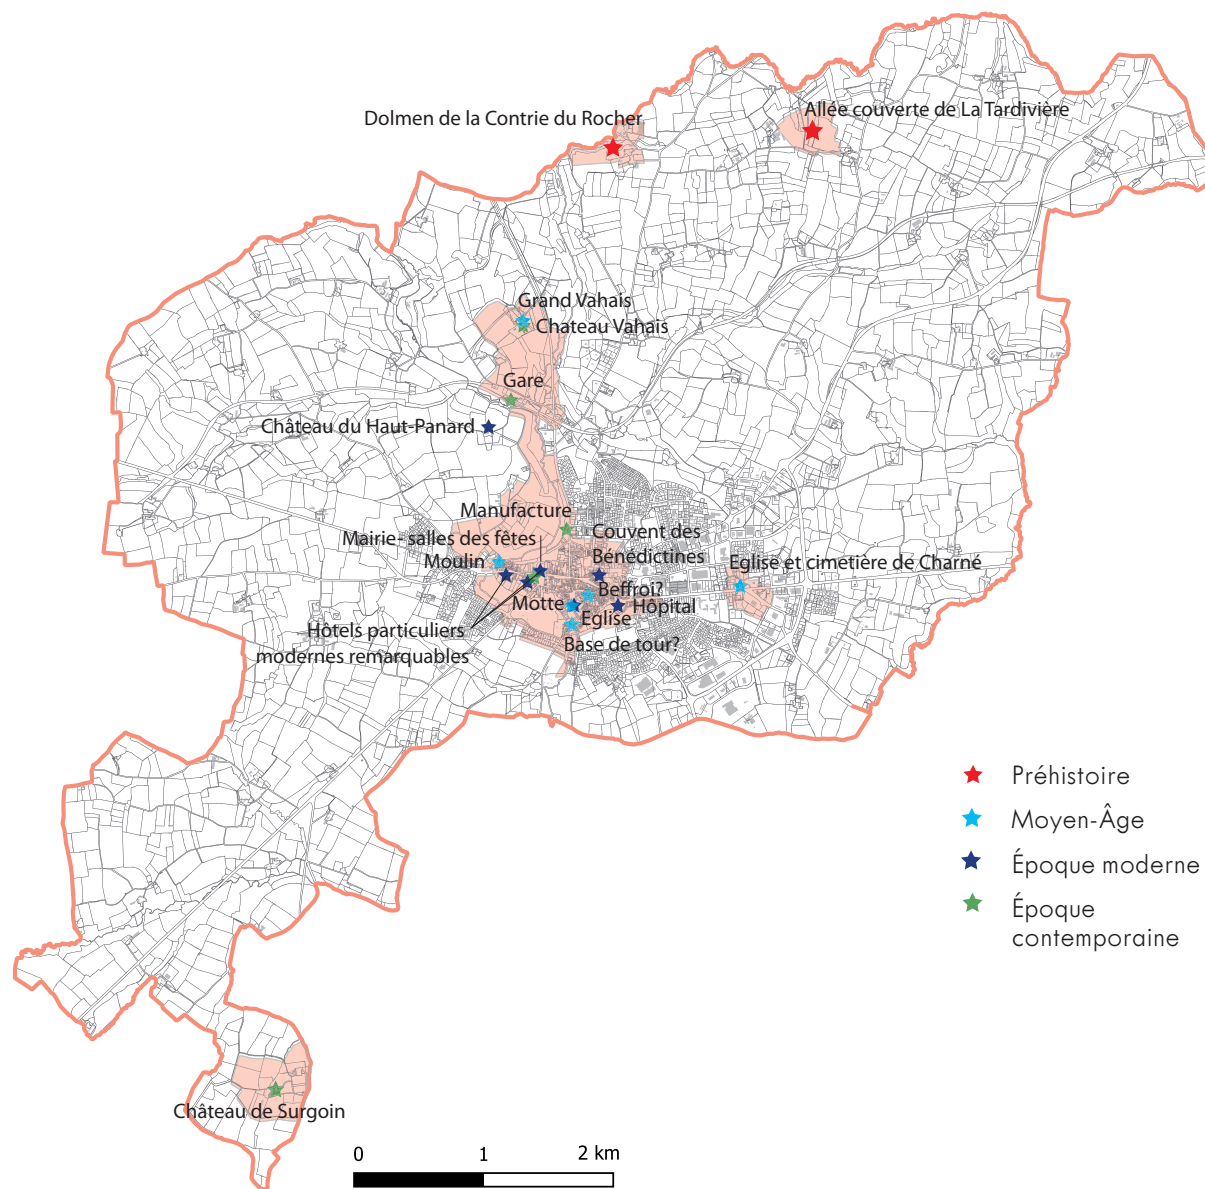 Dolmen de la Contrie du Rocher
Allée couverte de La Tardivière
Grand Vahais
Chateau Vahais
Gare
Château du Haut-Panard
Manufacture
Mairie- salles des fêtes
Moulin
Couvent des
Bénédictines
Eglise et cimetière de Charné
Beffroi?
Motte
Hôpital
Eglise
Hôtels particuliers
modernes remarquables
Base de tour?
Préhistoire
Moyen-Âge
Époque moderne
Époque
contemporaine
Château de Surgoin
0 1 2 km